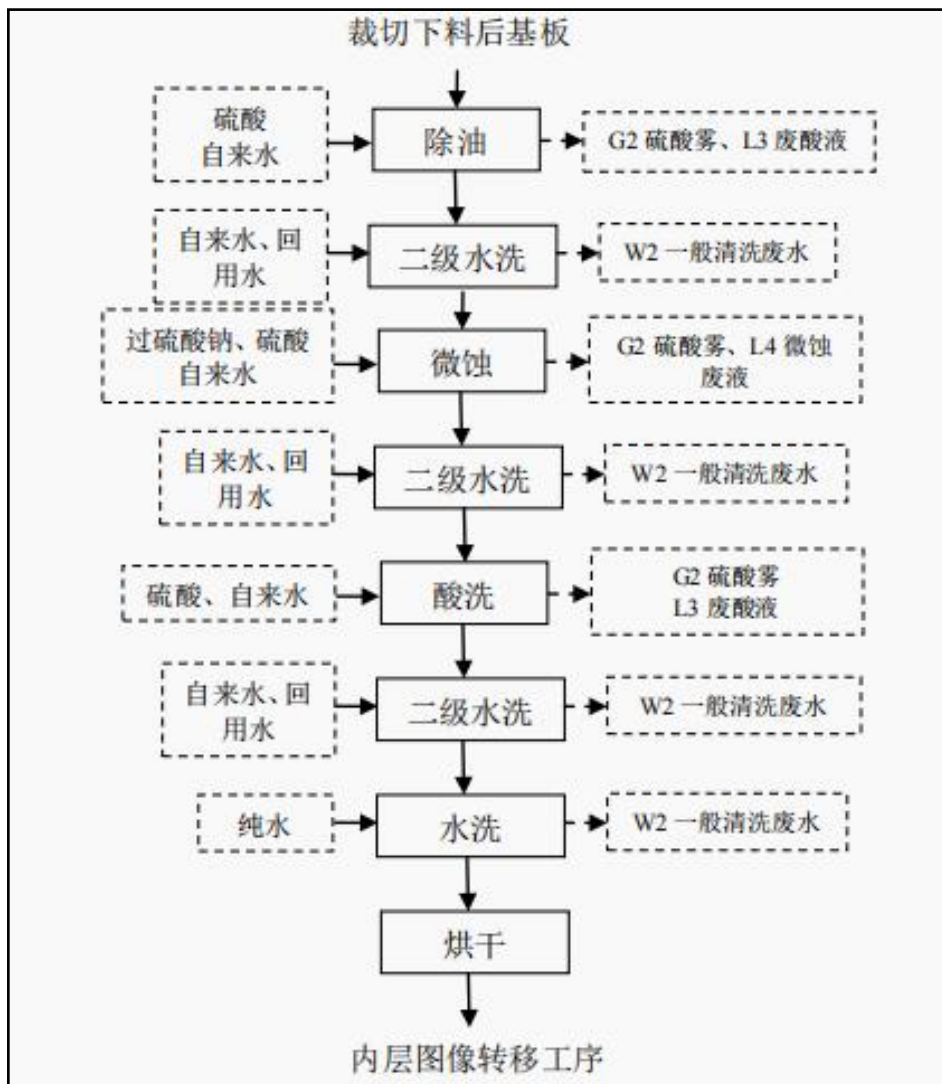 裁切下料后基板
硫酸
自来水
除油
G2 硫酸雾、L3 废酸液
自来水、回
用水
二级水洗
W2 一般清洗废水
过硫酸钠、硫酸
自来水
微蚀
G2 硫酸雾、L4 微蚀
废液
自来水、回
用水
二级水洗
W2 一般清洗废水
硫酸、自来水
酸洗
G2 硫酸雾
L3 废酸液
自来水、回
用水
二级水洗
W2 一般清洗废水
纯水
水洗
W2 一般清洗废水
烘干
内层图像转移工序